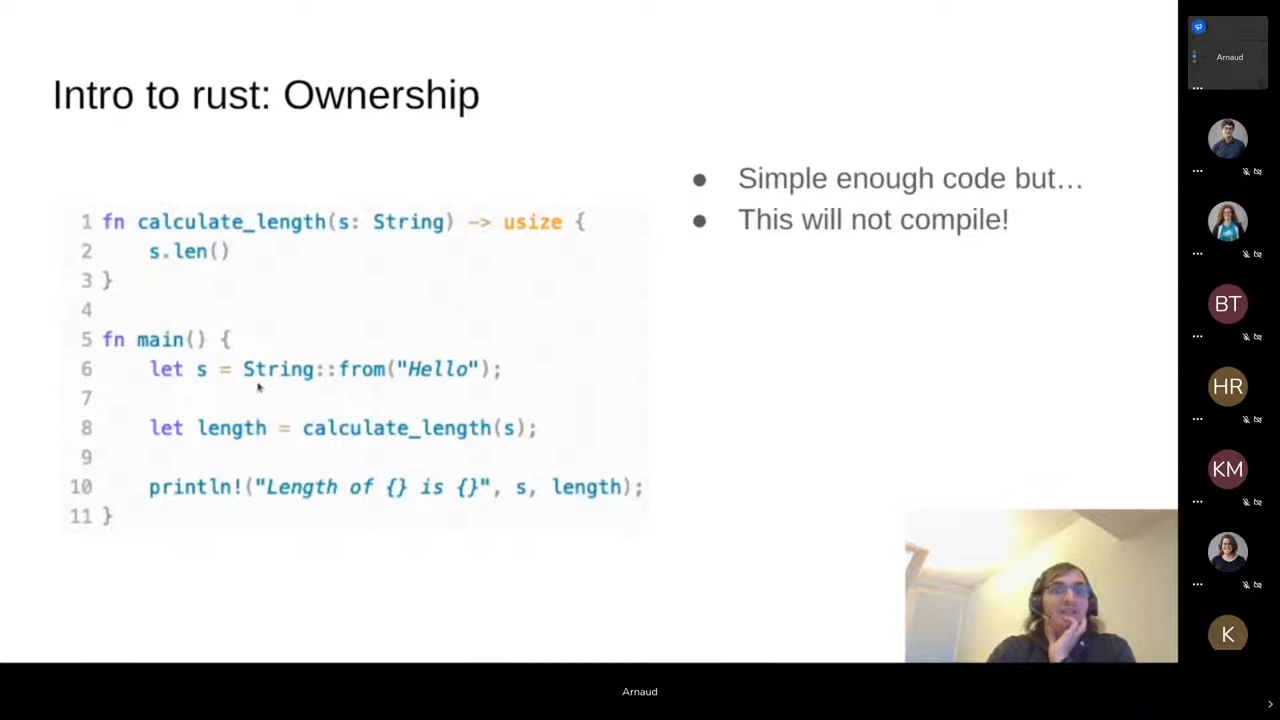 Intro to rust: Ownership
1 fn calculate_length(s: String) -> usize {
2 s.len()
3 }
4
5 fn main() {
6 let s = String::from("Hello");
7
8 let length = calculate_length(s);
9
10 println!("Length of {} is {}", s, length);
11 }
● Simple enough code but…
● This will not compile!
Arnaud
BT
HR
KM
K
Arnaud